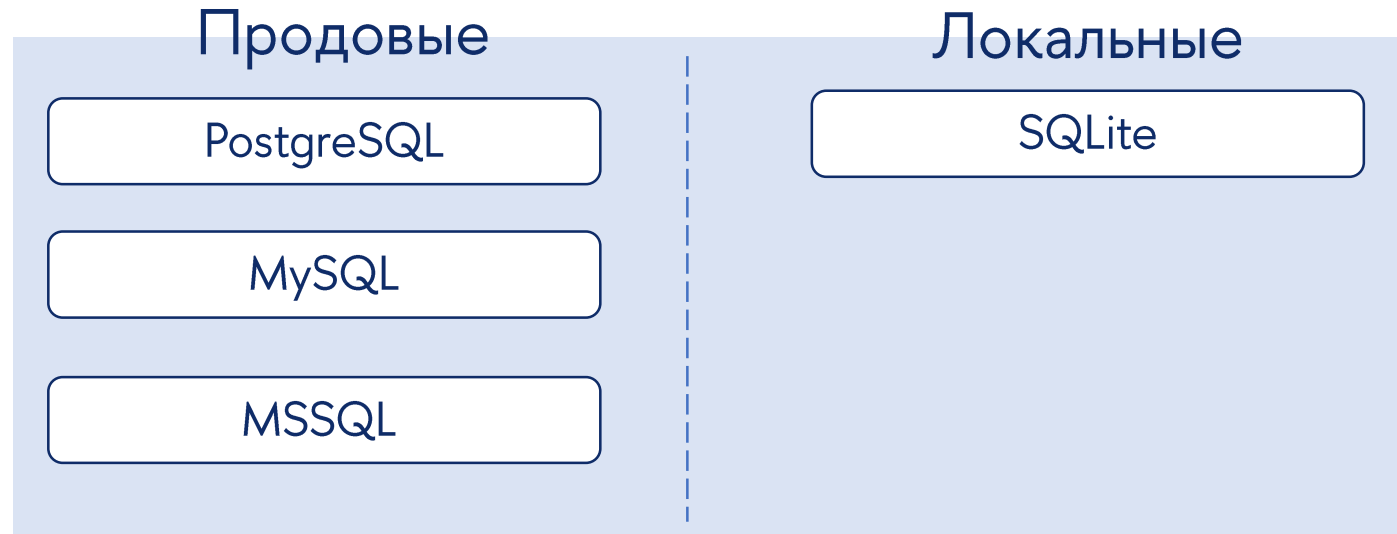 Продовые
PostgreSQL
MySQL
MSSQL
Локальные
SQLite